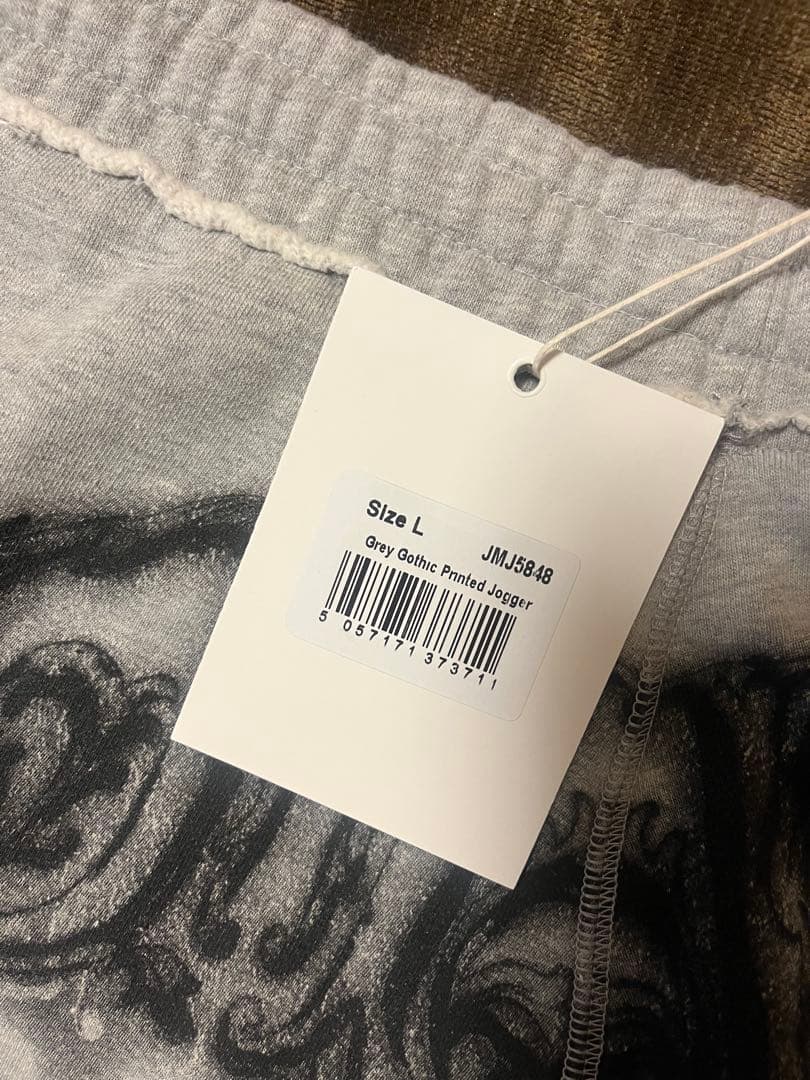 Size L
JMJ5848
Grey Gothic Printed Jogger
5 057171 373711